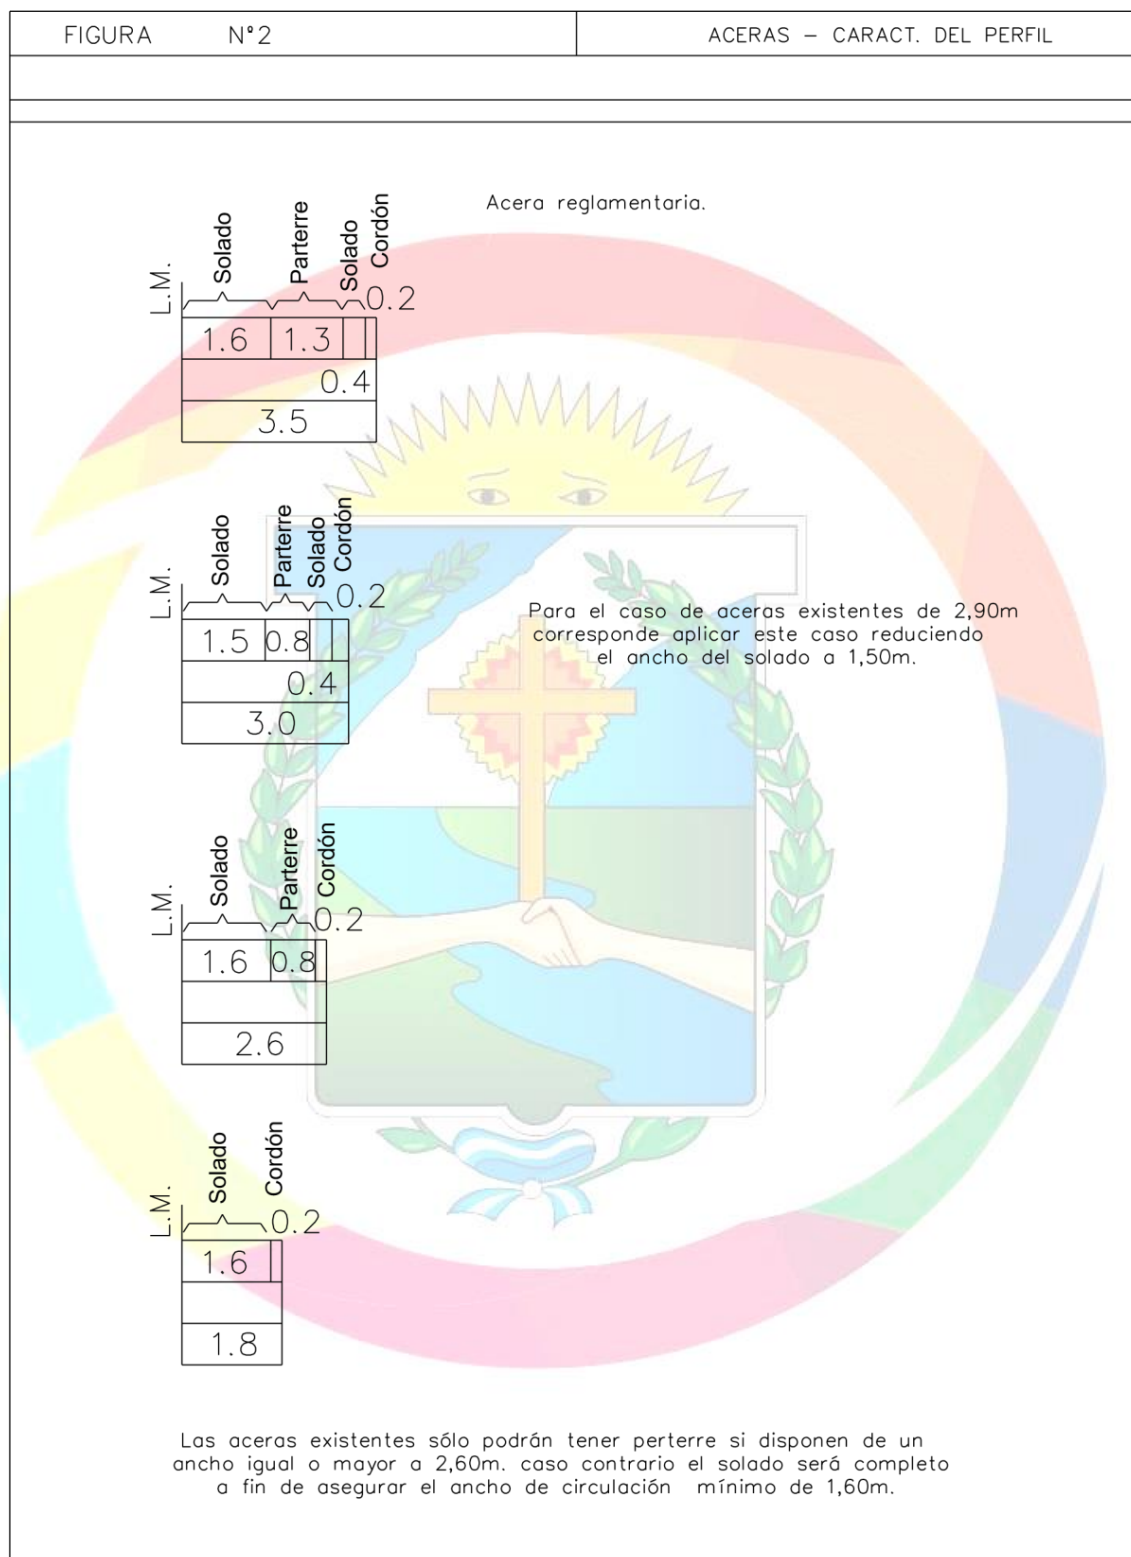 FIGURA N°2
ACERAS – CARACT. DEL PERFIL
Acera reglamentaria.
L.M.
Solado
Parterre
Solado
Cordón
0.2
1.6 1.3
0.4
3.5
L.M.
Solado
Parterre
Solado
Cordón
0.2
1.5 0.8
0.4
3.0
Para el caso de aceras existentes de 2,90m
corresponde aplicar este caso reduciendo
el ancho del solado a 1,50m.
L.M.
Solado
Parterre
Cordón
0.2
1.6 0.8
2.6
L.M.
Solado
Cordón
0.2
1.6
1.8
Las aceras existentes sólo podrán tener perterre si disponen de un
ancho igual o mayor a 2,60m. caso contrario el solado será completo
a fin de asegurar el ancho de circulación mínimo de 1,60m.